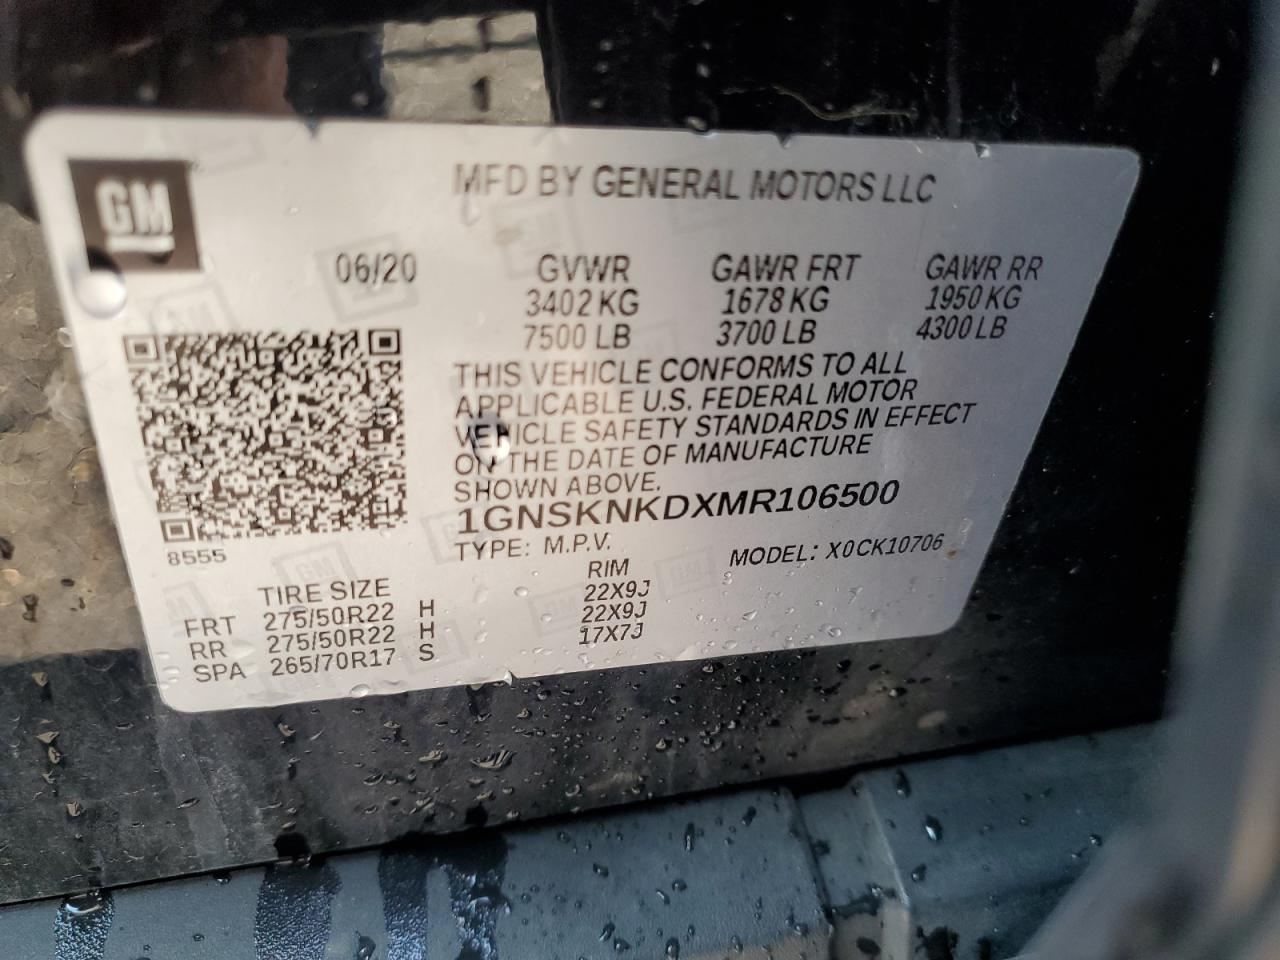 GM
MFD BY GENERAL MOTORS LLC
06/20 GVWR GAWR FRT GAWR RR
3402 KG 1678 KG 1950 KG
7500 LB 3700 LB 4300 LB
THIS VEHICLE CONFORMS TO ALL
APPLICABLE U.S. FEDERAL MOTOR
VEHICLE SAFETY STANDARDS IN EFFECT
ON THE DATE OF MANUFACTURE
SHOWN ABOVE.
1GNSKNKDXMR106500
8555
TYPE: M.P.V. MODEL: X0CK10706
TIRE SIZE RIM
FRT 275/50R22 H 22X9J
RR 275/50R22 H 22X9J
SPA 265/70R17 S 17X7J